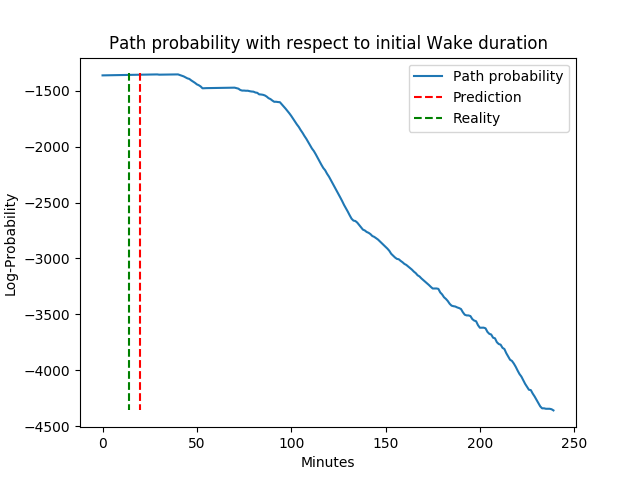 Path probability with respect to initial Wake duration
Path probability
Prediction
Reality
Log-Probability
−1500
−2000
−2500
−3000
−3500
−4000
−4500
0 50 100 150 200 250
Minutes